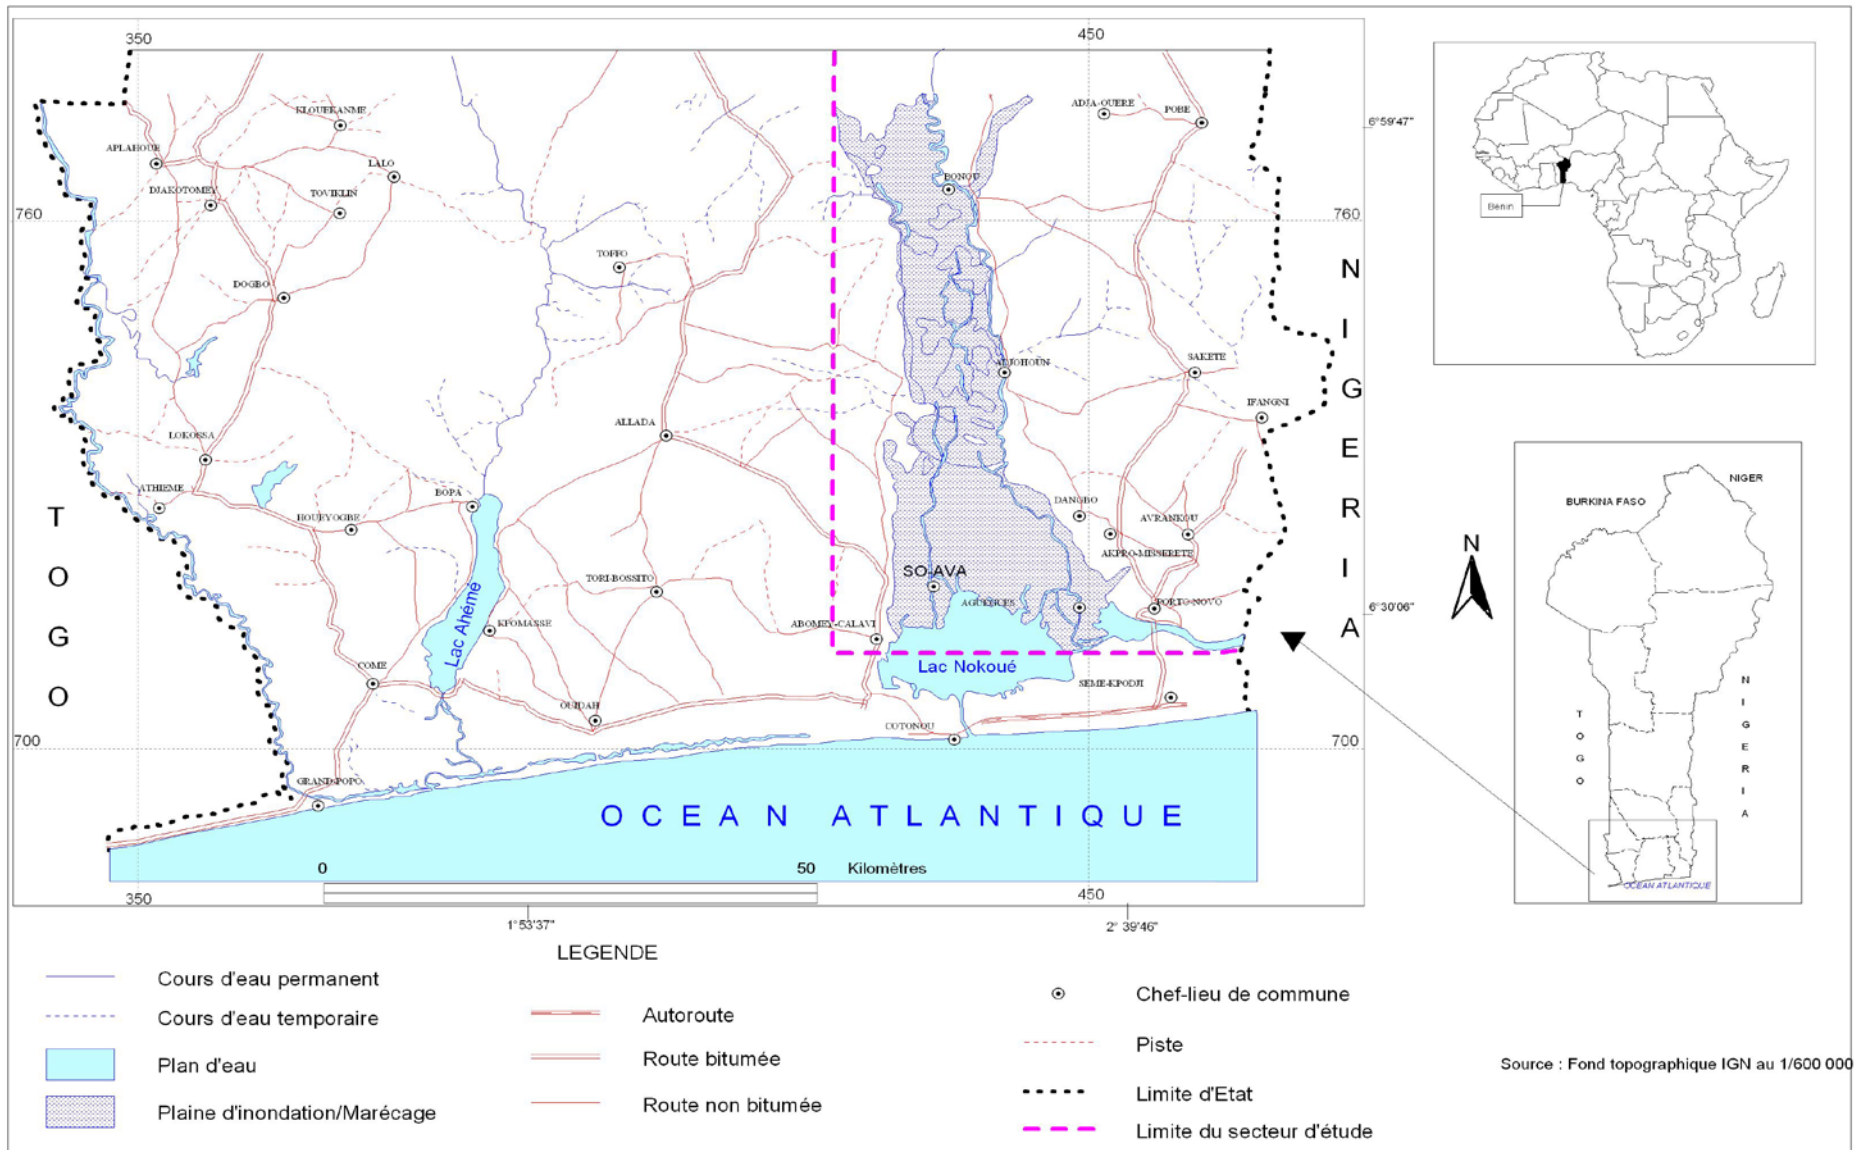 350
450
KLOUEKANME
ADJA-OUERE
POBE
6°59'47"
APLAHOUE
LALO
DJAKOTOMEY
TOVIKLIN
BONOU
Bénin
760
760
TOFFO
DOGBO
NIGERIA
ADJOHOUN
SAKETE
IFANGNI
ALLADA
LOKOSSA
ATHIEME
BOPA
HOUEYOGBE
DANGBO
AVRANKOU
AKPRO-MISSERETE
TOGO
SO-AVA
TORI-BOSSITO
AGUEGUES
PORTO-NOVO
6°30'06"
Lac Ahémé
KPOMASSE
ABOMEY-CALAVI
COME
Lac Nokoué
SEME-KPODJI
OUIDAH
COTONOU
700
700
GRAND-POPO
OCEAN ATLANTIQUE
0 50 Kilomètres
350
450
1°53'37"
2° 39'46"
NIGER
BURKINA FASO
N
TOGO
NIGERIA
OCEAN ATLANTIQUE
LEGENDE
Cours d'eau permanent
Cours d'eau temporaire
Plan d'eau
Plaine d'inondation/Marécage
Autoroute
Route bitumée
Route non bitumée
Chef-lieu de commune
Piste
Limite d'Etat
Limite du secteur d'étude
Source : Fond topographique IGN au 1/600 000